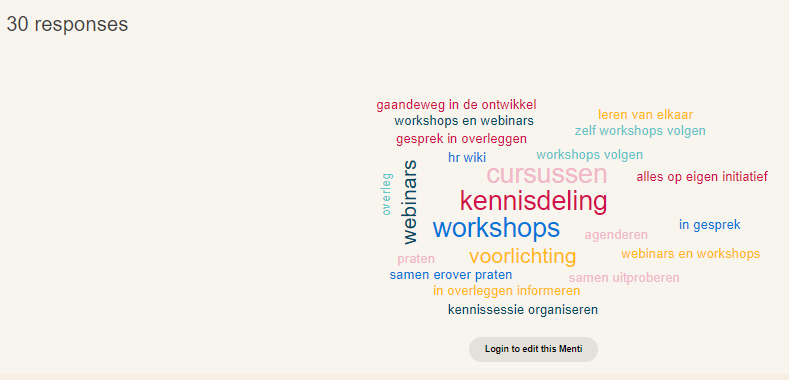 30 responses
gaandeweg in de ontwikkel
leren van elkaar
workshops en webinars
zelf workshops volgen
gesprek in overleggen
hr wiki
workshops volgen
cursussen
alles op eigen initiatief
overleg
webinars
kennisdeling
workshops
in gesprek
agenderen
praten
voorlichting
webinars en workshops
samen erover praten
samen uitproberen
in overleggen informeren
kennissessie organiseren
Login to edit this Menti